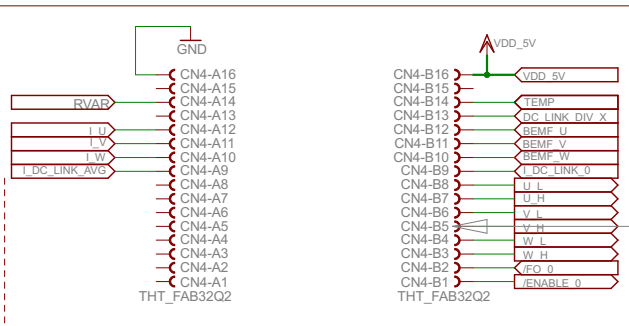 GND
CN4-A16
CN4-A15
RVAR CN4-A14
CN4-A13
I_U CN4-A12
I_V CN4-A11
I_W CN4-A10
I_DC_LINK_AVG CN4-A9
CN4-A8
CN4-A7
CN4-A6
CN4-A5
CN4-A4
CN4-A3
CN4-A2
CN4-A1
THT_FAB32Q2
VDD_5V
CN4-B16 VDD_5V
CN4-B15
CN4-B14 TEMP
CN4-B13 DC_LINK_DIV_X
CN4-B12 BEMF_U
CN4-B11 BEMF_V
CN4-B10 BEMF_W
CN4-B9 I_DC_LINK_0
CN4-B8 U_L
CN4-B7 U_H
CN4-B6 V_L
CN4-B5 V_H
CN4-B4 W_L
CN4-B3 W_H
CN4-B2 /FO_0
CN4-B1 /ENABLE_0
THT_FAB32Q2